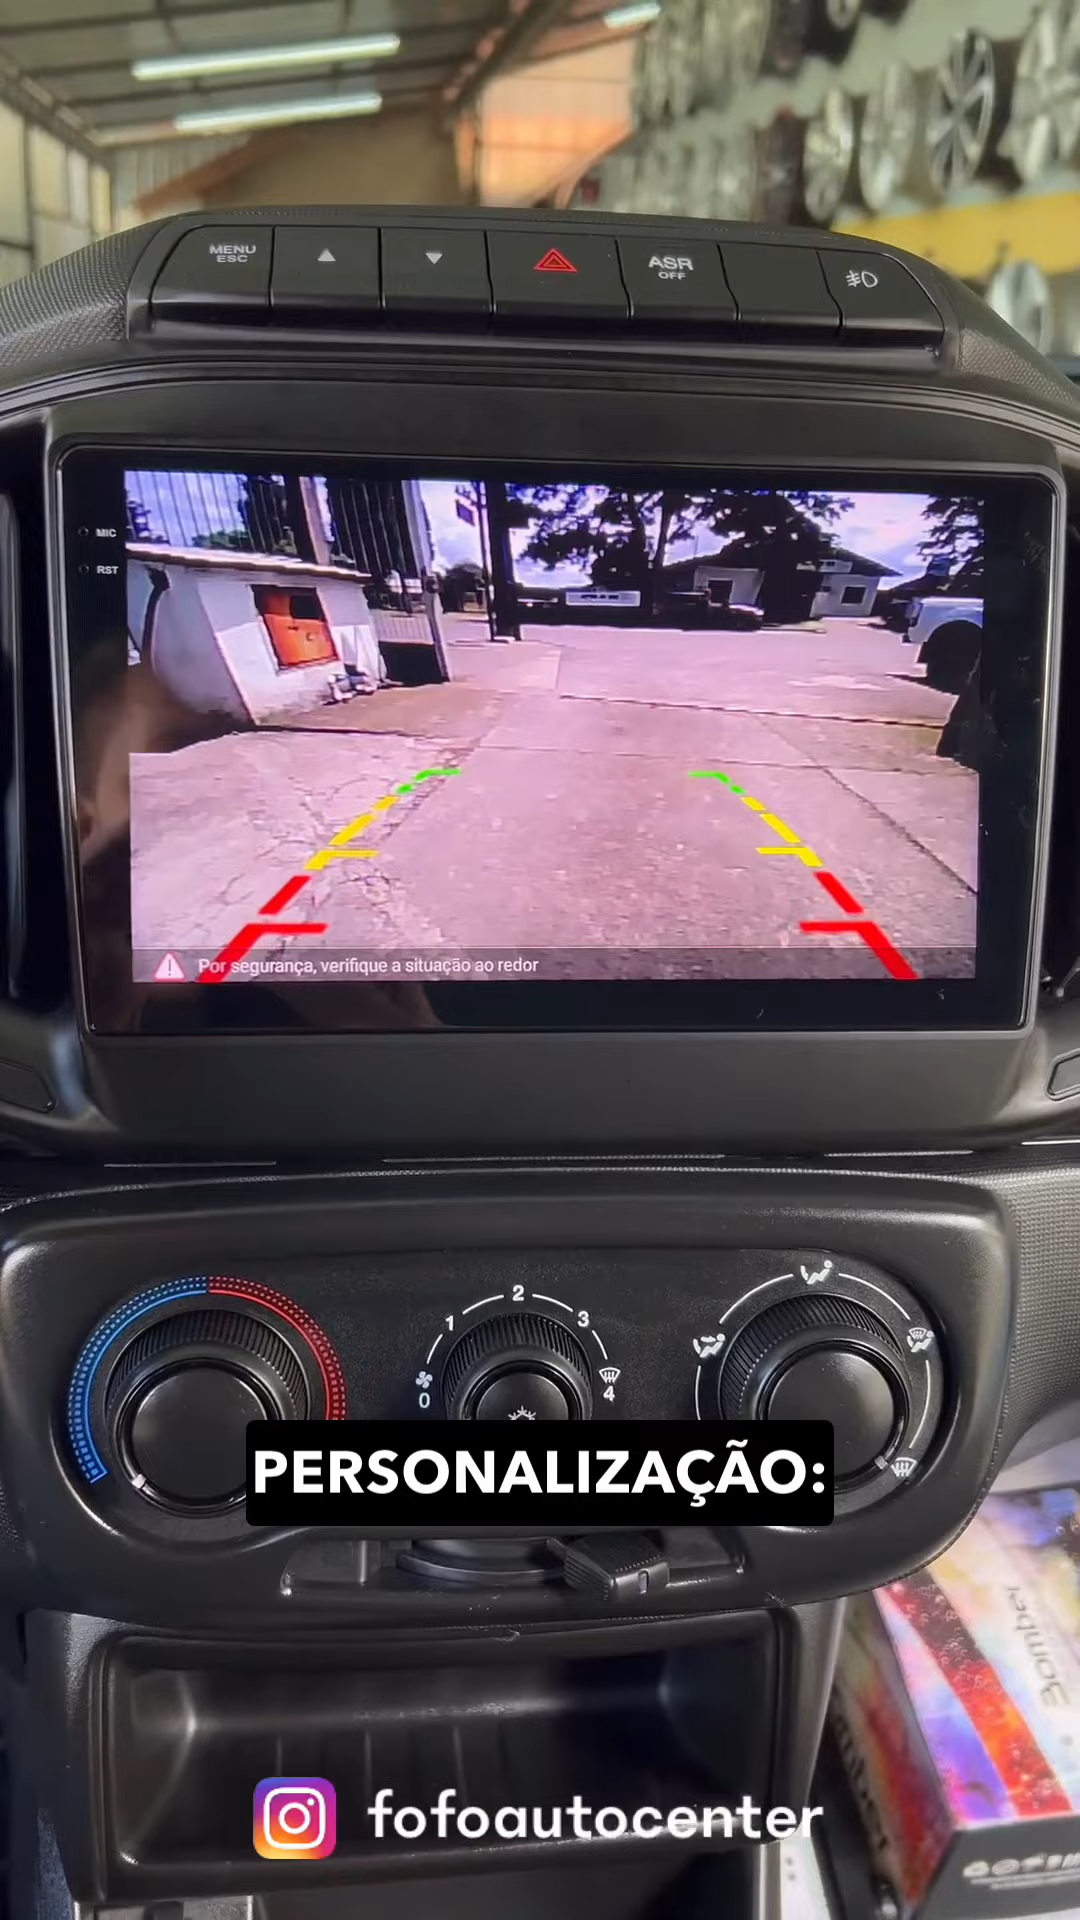 MENU
ESC
ASR
OFF
MIC
RST
Por segurança, verifique a situação ao redor
0
1
2
3
4
PERSONALIZAÇÃO:
Bomber
fofoautocenter